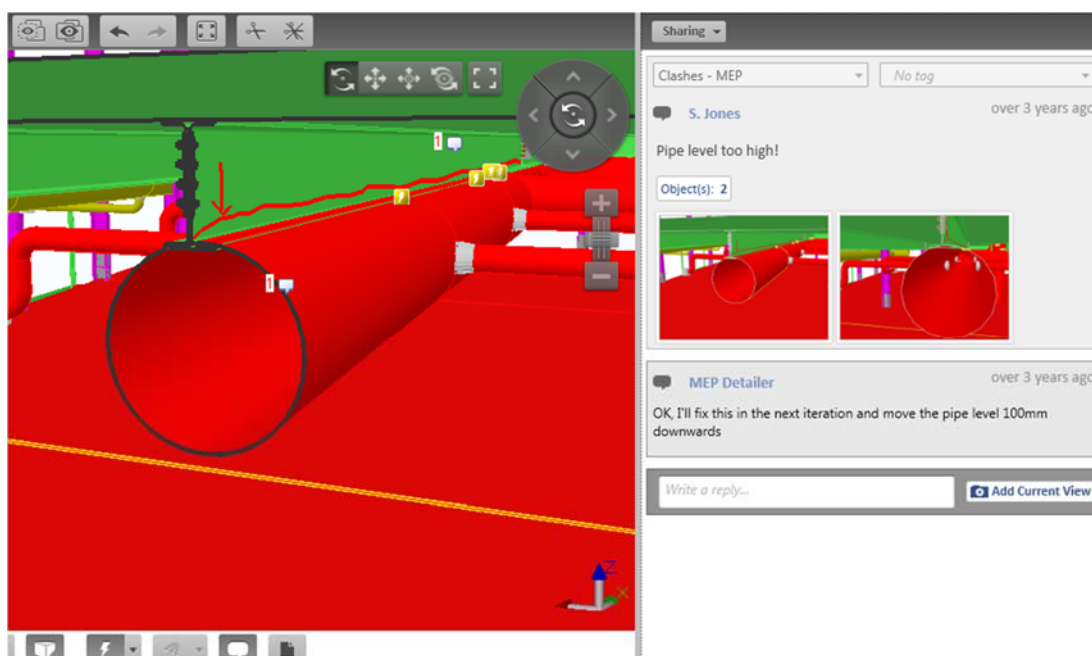 Sharing
Clashes - MEP
No tag
S. Jones
over 3 years ago
Pipe level too high!
Object(s): 2
MEP Detailer
over 3 years ago
OK, I'll fix this in the next iteration and move the pipe level 100mm
downwards
Write a reply...
Add Current View
1
1
Z
X